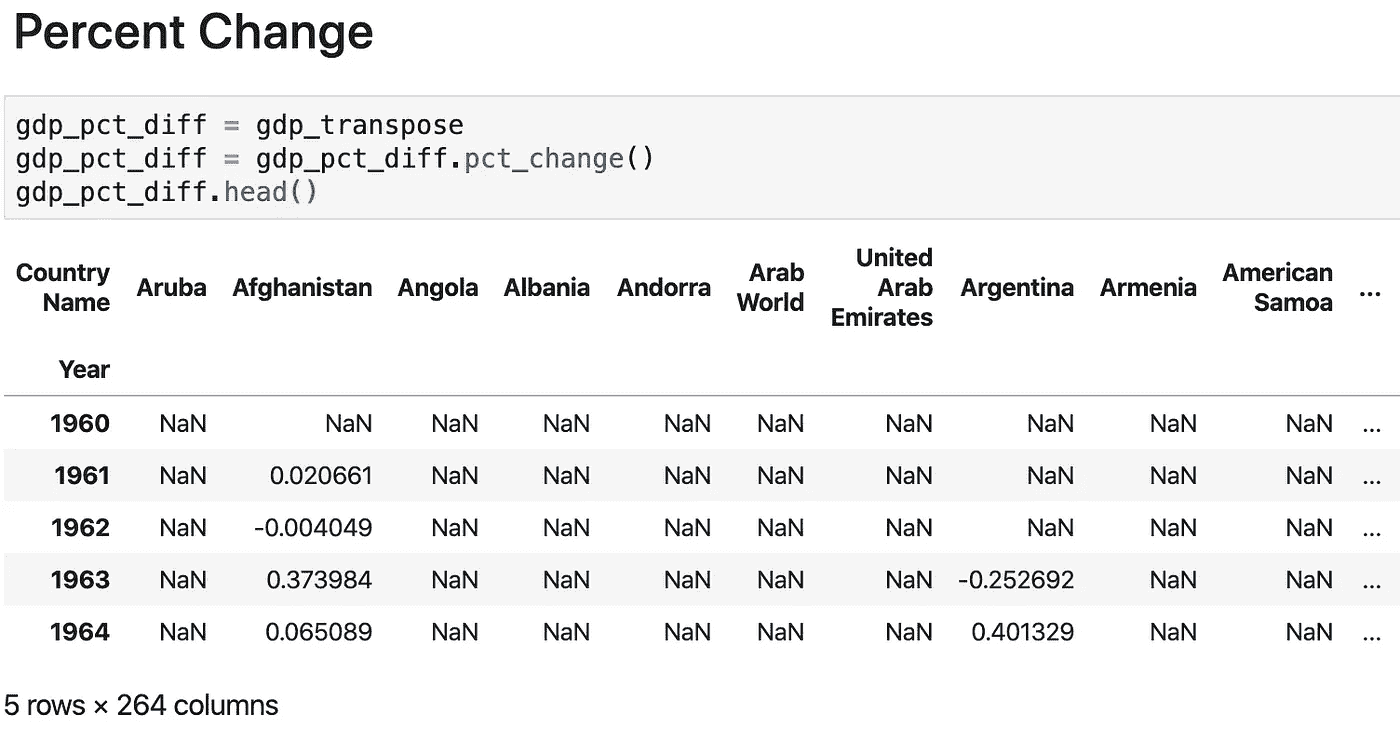 Percent Change
gdp_pct_diff = gdp_transpose
gdp_pct_diff = gdp_pct_diff.pct_change()
gdp_pct_diff.head()
Country Name Aruba Afghanistan Angola Albania Andorra Arab World United Arab Emirates Argentina Armenia American Samoa ...
Year
1960 NaN NaN NaN NaN NaN NaN NaN NaN NaN NaN ...
1961 NaN 0.020661 NaN NaN NaN NaN NaN NaN NaN NaN ...
1962 NaN -0.004049 NaN NaN NaN NaN NaN NaN NaN NaN ...
1963 NaN 0.373984 NaN NaN NaN NaN NaN -0.252692 NaN NaN ...
1964 NaN 0.065089 NaN NaN NaN NaN NaN 0.401329 NaN NaN ...
5 rows × 264 columns